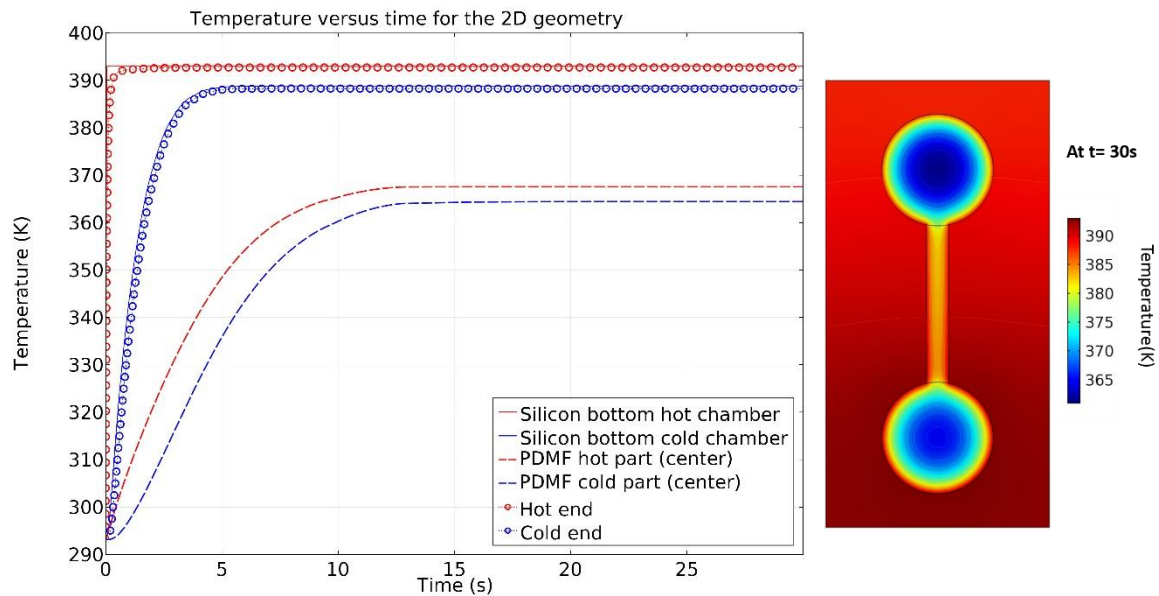 Temperature versus time for the 2D geometry
400
390
380
370
360
350
340
330
320
310
300
290
Temperature (K)
0
5
10
15
20
25
Time (s)
Silicon bottom hot chamber
Silicon bottom cold chamber
PDMF hot part (center)
PDMF cold part (center)
Hot end
Cold end
At t= 30s
390
385
380
375
370
365
Temperature(K)